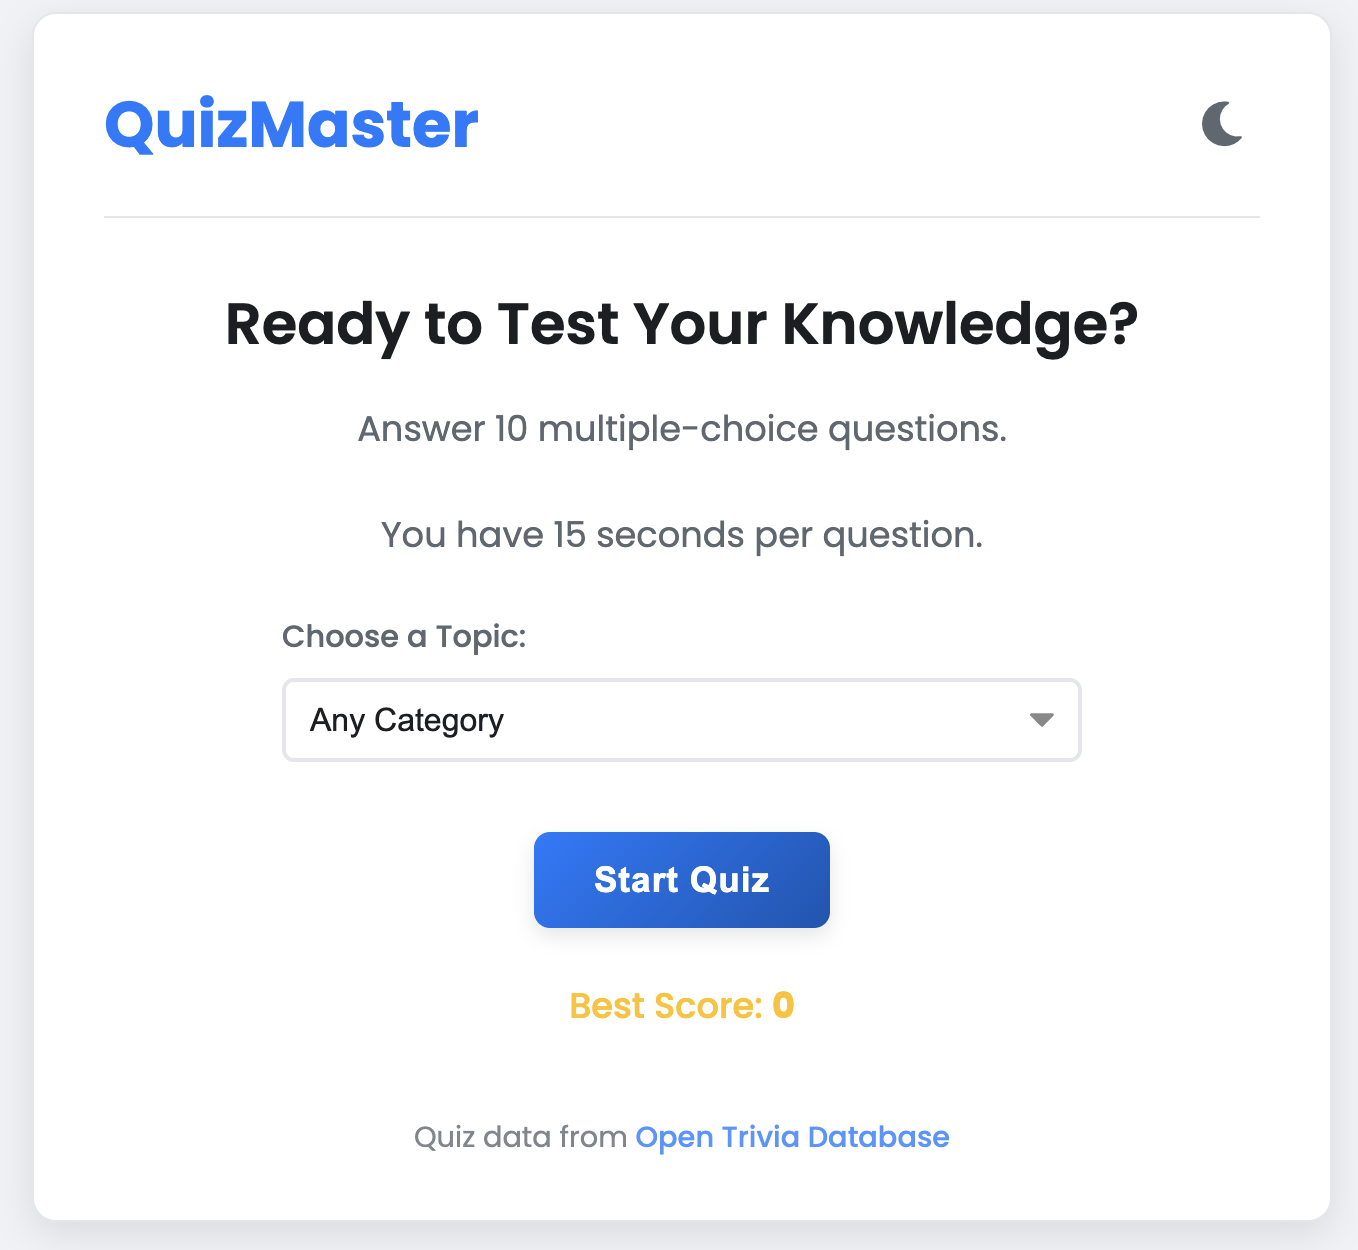 QuizMaster
Ready to Test Your Knowledge?
Answer 10 multiple-choice questions.
You have 15 seconds per question.
Choose a Topic:
Any Category
Start Quiz
Best Score: 0
Quiz data from Open Trivia Database